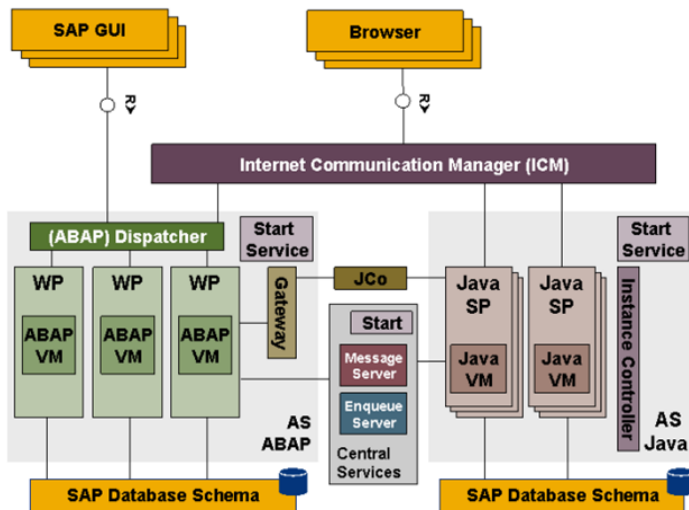 SAP GUI
Browser
R
R
Internet Communication Manager (ICM)
(ABAP) Dispatcher
Start
Service
Start
Service
WP
WP
WP
ABAP
VM
ABAP
VM
ABAP
VM
Gateway
JCo
Start
Message
Server
Enqueue
Server
Central
Services
Java
SP
Java
SP
Java
VM
Java
VM
Instance Controller
AS
ABAP
AS
Java
SAP Database Schema
SAP Database Schema